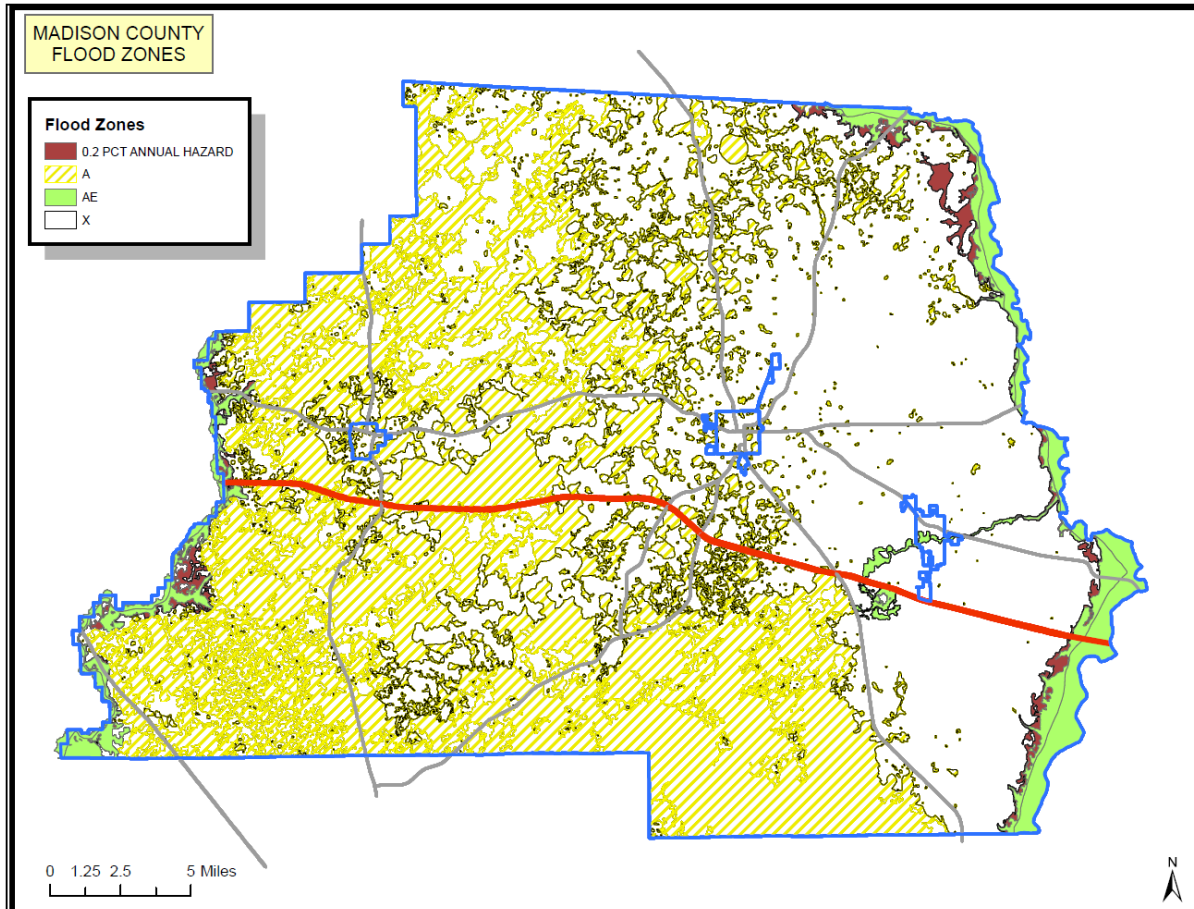 MADISON COUNTY
FLOOD ZONES
Flood Zones
0.2 PCT ANNUAL HAZARD
A
AE
X
0 1.25 2.5 5 Miles
N